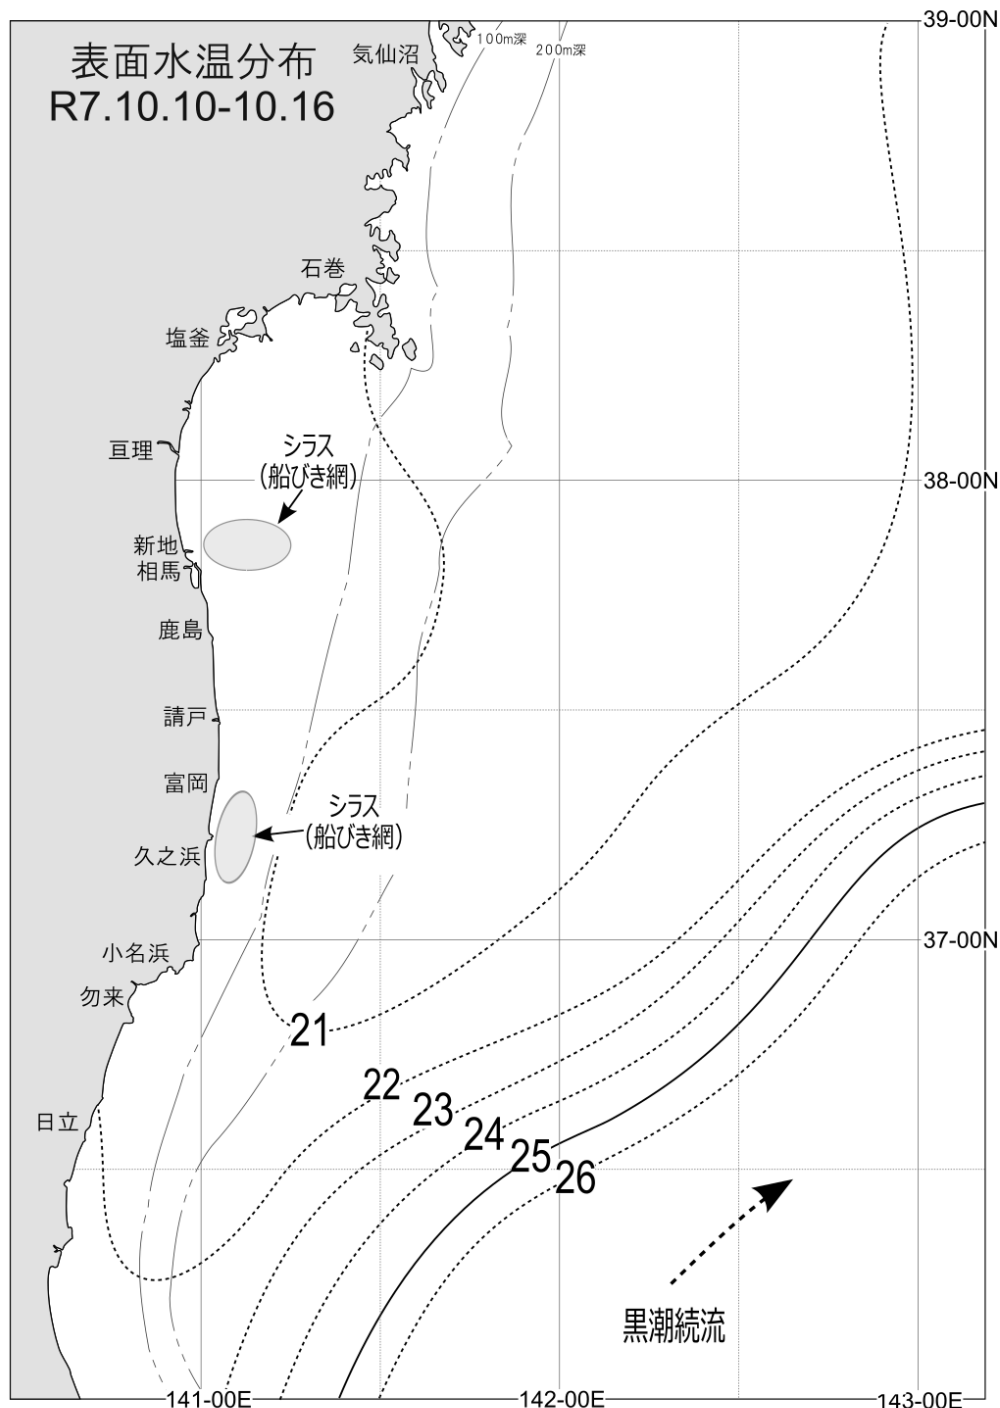 表面水温分布
R7.10.10-10.16
39-00N
気仙沼
100m深
200m深
石巻
塩釜
亘理
シラス
(船びき網)
38-00N
新地
相馬
鹿島
請戸
富岡
シラス
(船びき網)
久之浜
37-00N
小名浜
勿来
21
22
23
日立
24
25
26
黒潮続流
141-00E
142-00E
143-00E